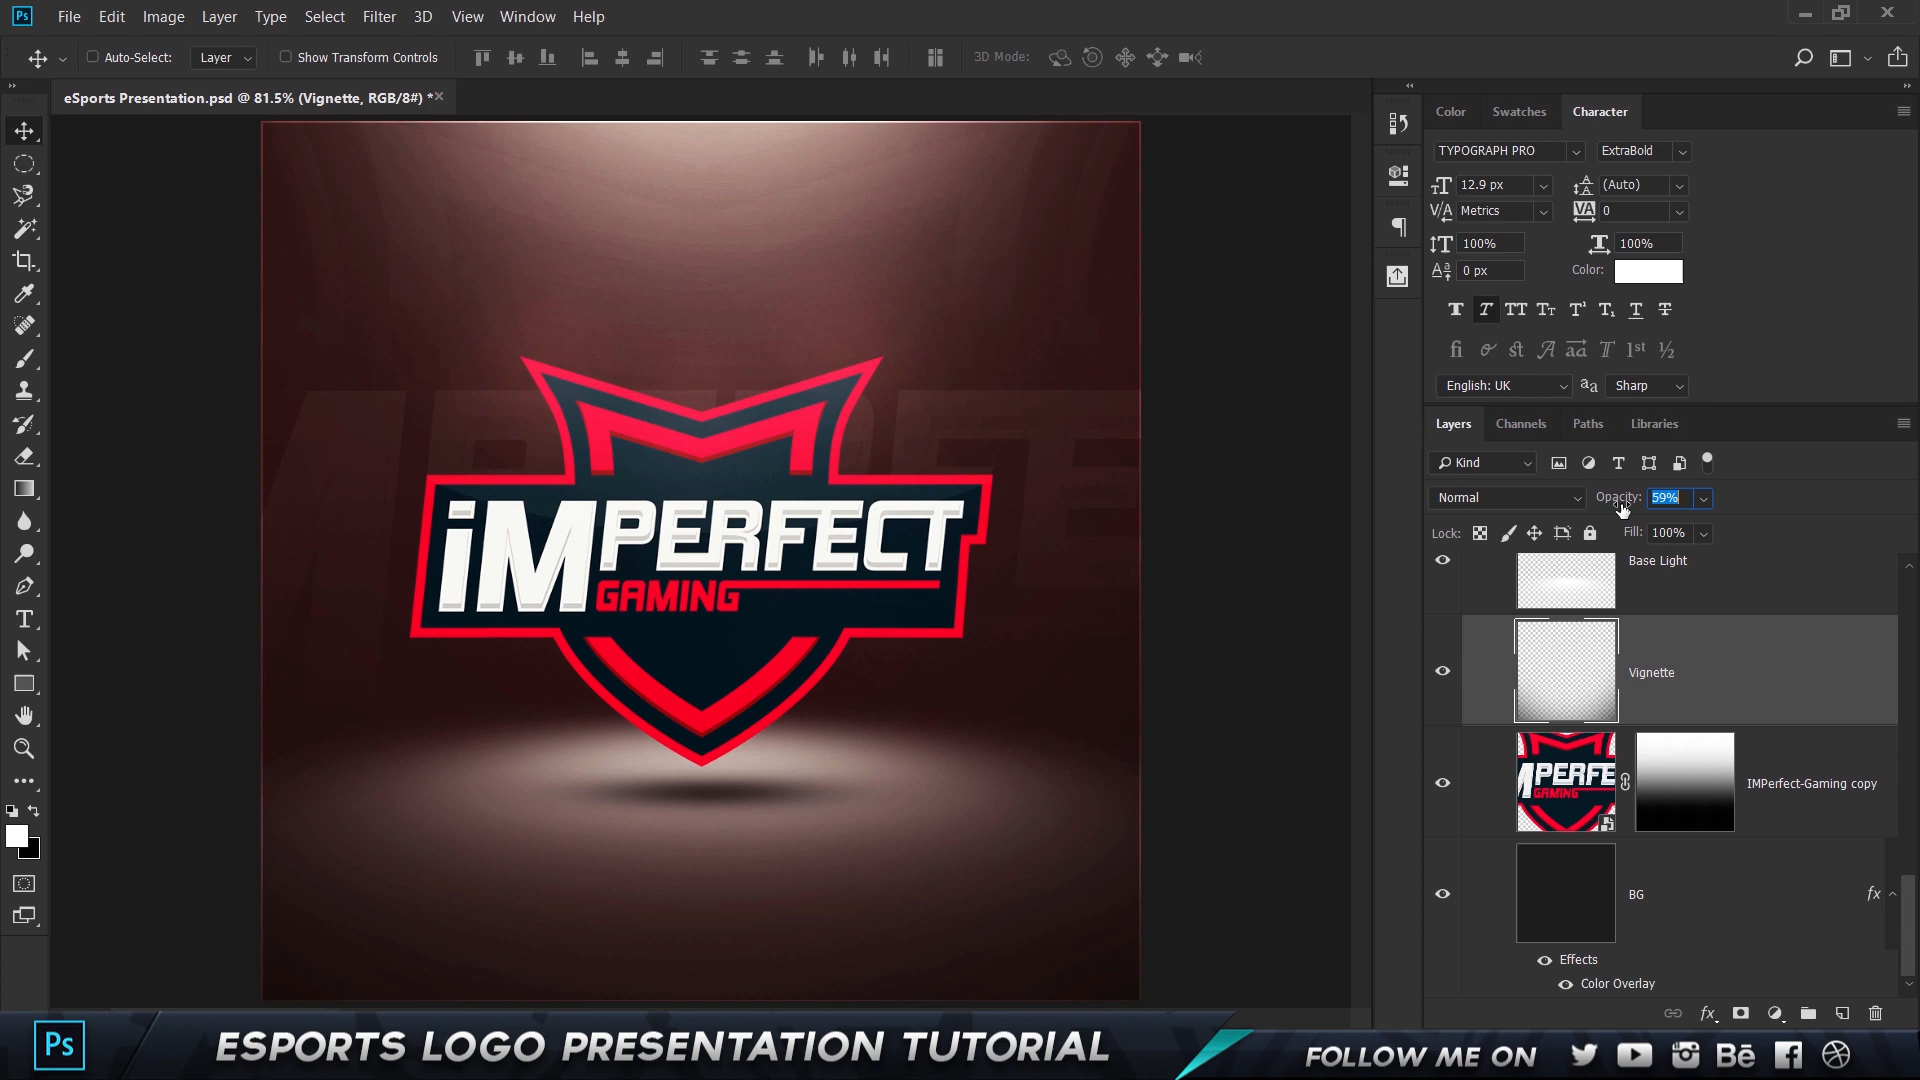 Ps File Edit Image Layer Type Select Filter 3D View Window Help
Auto-Select: Layer Show Transform Controls 3D Mode:
eSports Presentation.psd @ 81.5% (Vignette, RGB/8#) *
Color Swatches Character
TYPOGRAPH PRO ExtraBold
12.9 px (Auto)
Metrics 0
100% 100%
0 px Color:
English: UK Sharp
Layers Channels Paths Libraries
Kind
Normal Opacity: 59%
Lock: Fill: 100%
Base Light
Vignette
IMPerfect-Gaming copy
BG fx
Effects
Color Overlay
iMPERFECT
GAMING
Ps ESPORTS LOGO PRESENTATION TUTORIAL
FOLLOW ME ON Bē